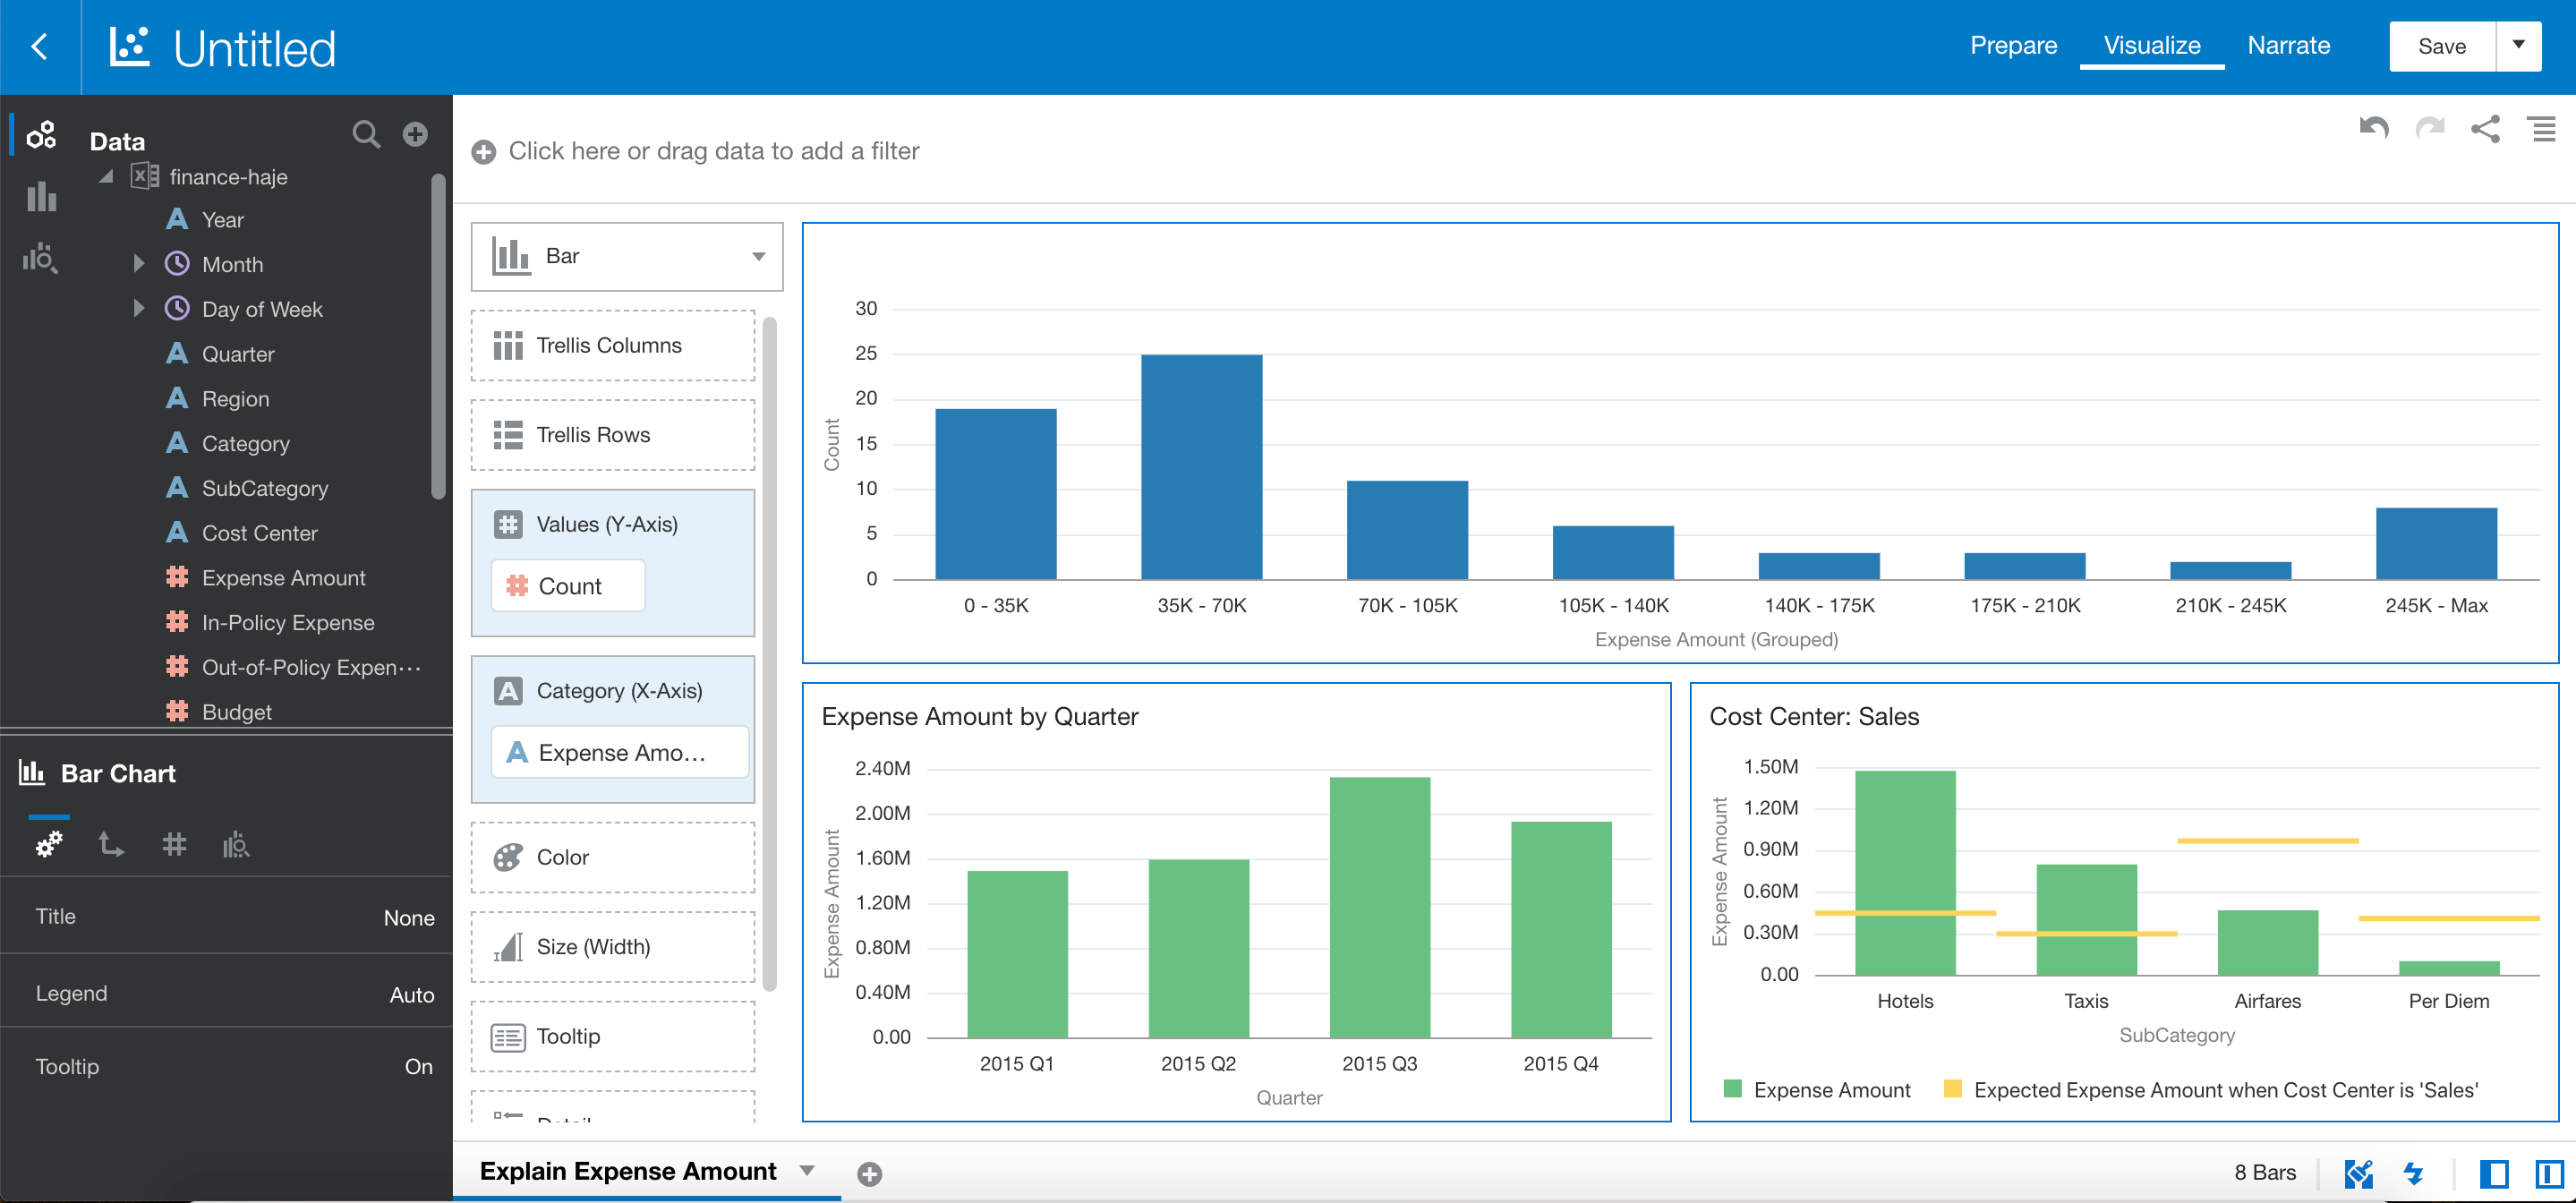 Untitled
Prepare
Visualize
Narrate
Save
Data
finance-haje
Year
Month
Day of Week
Quarter
Region
Category
SubCategory
Cost Center
Expense Amount
In-Policy Expense
Out-of-Policy Expen···
Budget
Bar Chart
Title None
Legend Auto
Tooltip On
Click here or drag data to add a filter
Bar
Trellis Columns
Trellis Rows
Values (Y-Axis)
Count
Category (X-Axis)
Expense Amo...
Color
Size (Width)
Tooltip
Count
30
25
20
15
10
5
0
0 - 35K 35K - 70K 70K - 105K 105K - 140K 140K - 175K 175K - 210K 210K - 245K 245K - Max
Expense Amount (Grouped)
Expense Amount by Quarter
Expense Amount
2.40M
2.00M
1.60M
1.20M
0.80M
0.40M
0.00
2015 Q1 2015 Q2 2015 Q3 2015 Q4
Quarter
Cost Center: Sales
Expense Amount
1.50M
1.20M
0.90M
0.60M
0.30M
0.00
Hotels Taxis Airfares Per Diem
SubCategory
Expense Amount Expected Expense Amount when Cost Center is 'Sales'
Explain Expense Amount
8 Bars